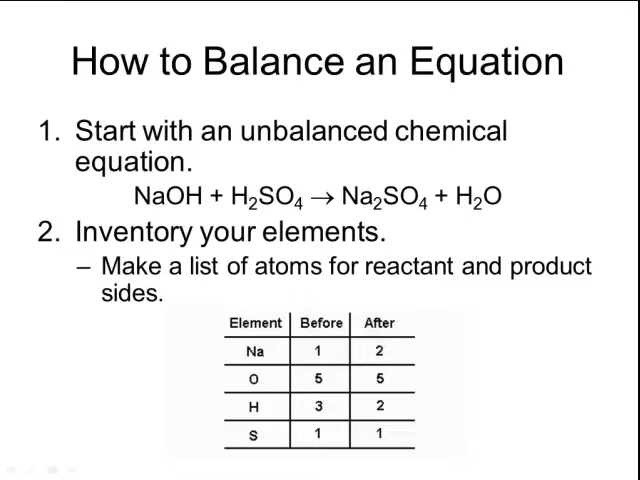 How to Balance an Equation
1. Start with an unbalanced chemical
equation.
NaOH + H₂SO₄ → Na₂SO₄ + H₂O
2. Inventory your elements.
– Make a list of atoms for reactant and product
sides.
Element Before After
Na 1 2
O 5 5
H 3 2
S 1 1